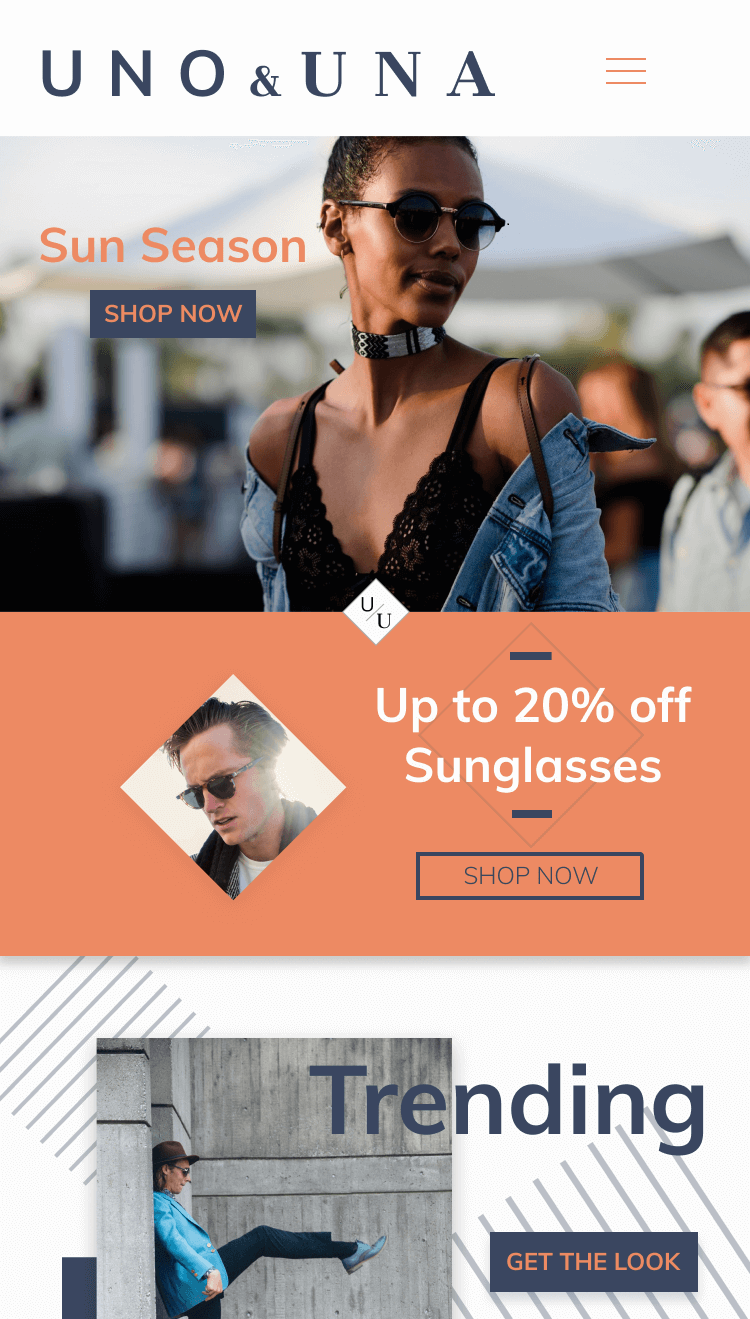 UNO & UNA
Sun Season
SHOP NOW
U
U
Up to 20% off
Sunglasses
SHOP NOW
Trending
GET THE LOOK